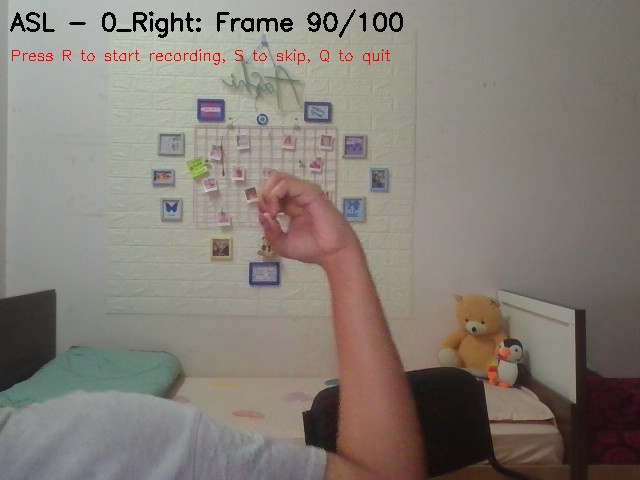 ASL - 0_Right: Frame 90/100
Press R to start recording, S to skip, Q to quit